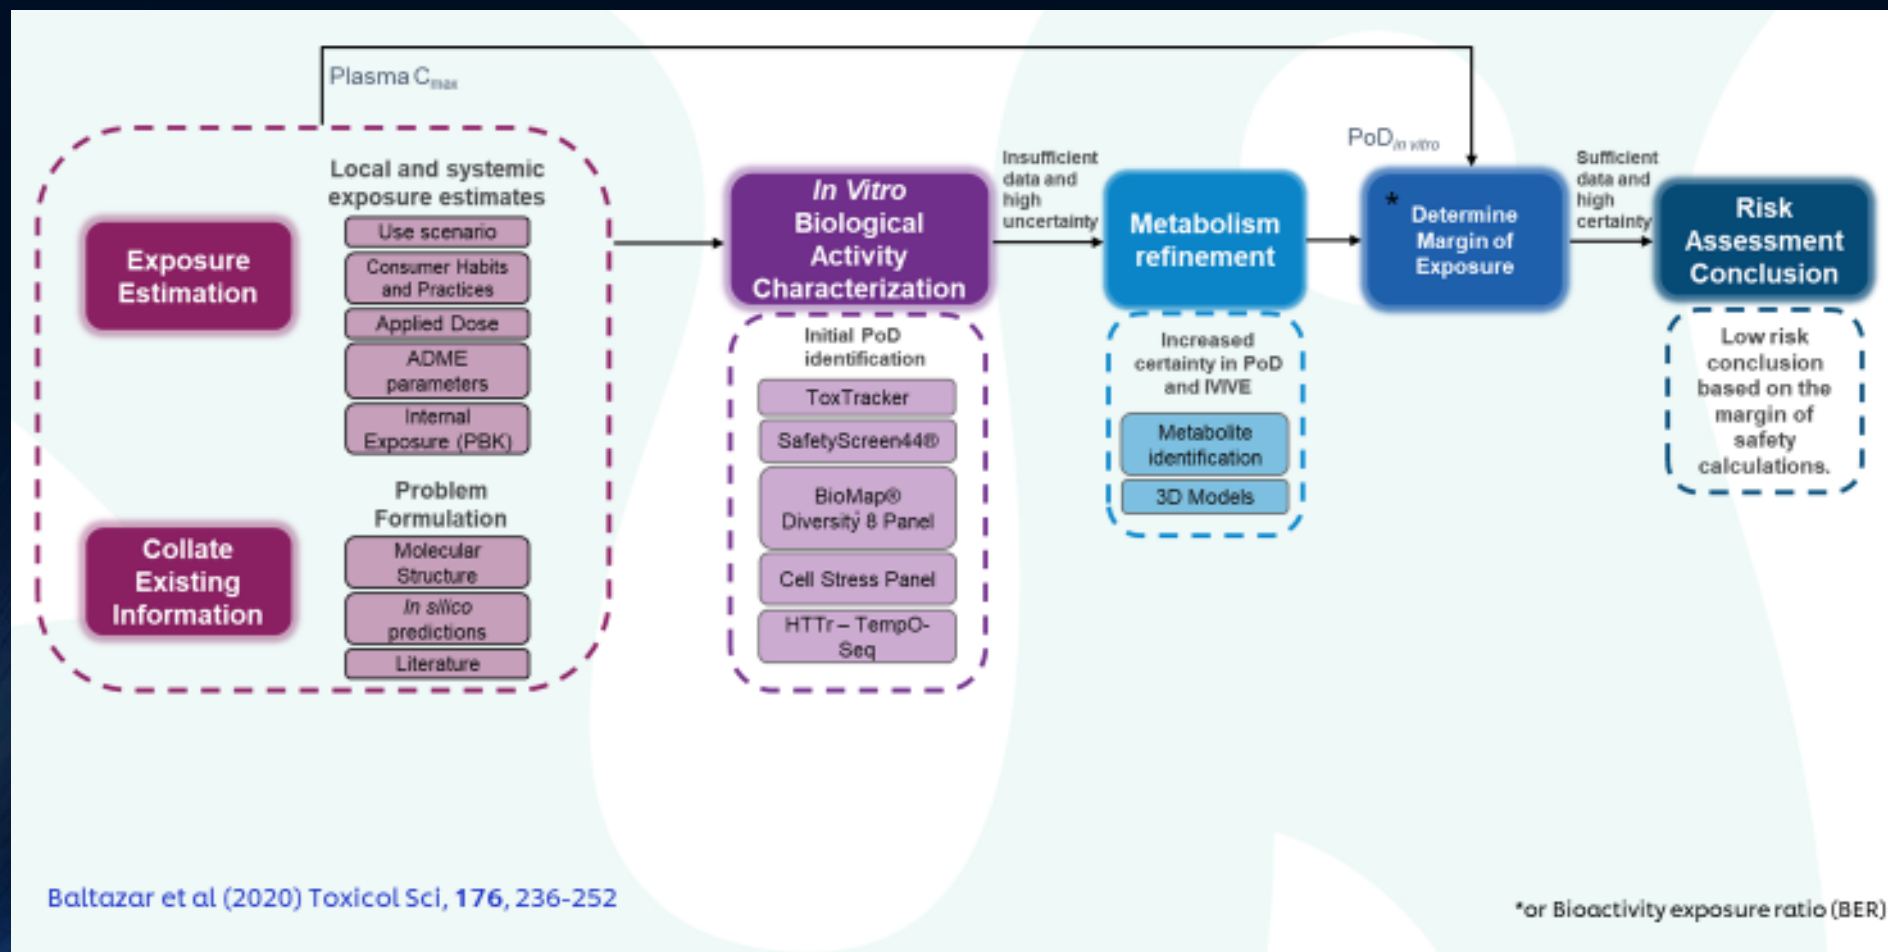 Plasma Cmax
Local and systemic
exposure estimates
Exposure
Estimation
Use scenario
Consumer Habits
and Practices
Applied Dose
ADME
parameters
Internal
Exposure (PBK)
Problem
Formulation
Collate
Existing
Information
Molecular
Structure
In silico
predictions
Literature
In Vitro
Biological
Activity
Characterization
Initial PoD
identification
ToxTracker
SafetyScreen44®
BioMap®
Diversity 8 Panel
Cell Stress Panel
HTTr – TempO-
Seq
Insufficient
data and
high
uncertainty
Metabolism
refinement
Increased
certainty in PoD
and IVIVE
Metabolite
identification
3D Models
PoDin vitro
* Determine
Margin of
Exposure
Sufficient
data and
high
certainty
Risk
Assessment
Conclusion
Low risk
conclusion
based on the
margin of
safety
calculations.
Baltazar et al (2020) Toxicol Sci, 176, 236-252
*or Bioactivity exposure ratio (BER)